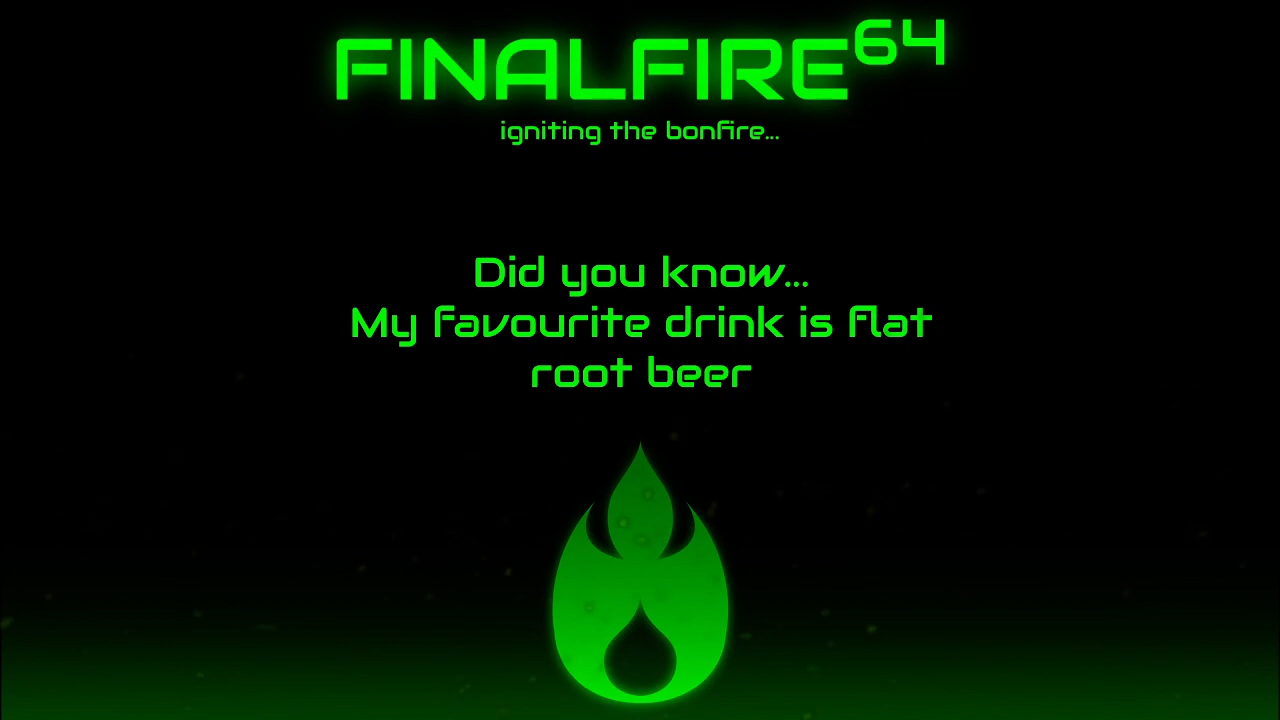 FINALFIRE64
igniting the bonfire...
Did you know...
My favourite drink is flat
root beer